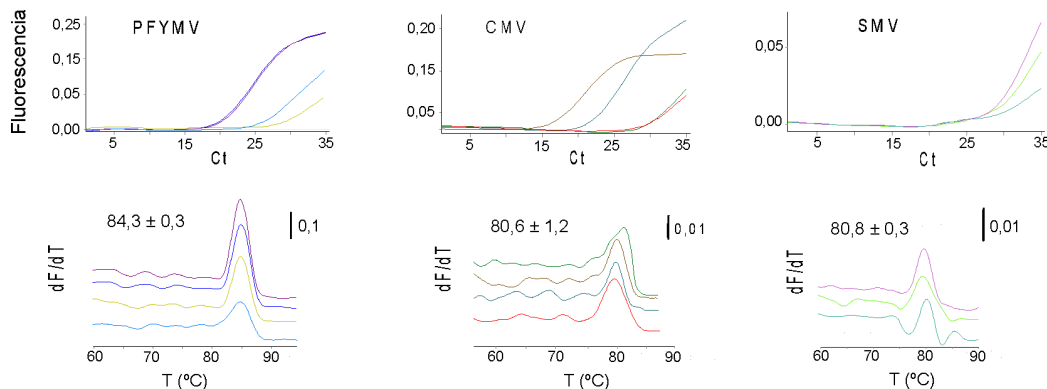 PFYMV
CMV
SMV
Fluorescencia
0,25
0,15
0,05
0,00
5 15 25 35
Ct
0,20
0,15
0,05
5 10 15 20 25 30 35
Ct
0,05
0,00
5 15 25 35
Ct
84,3 ± 0,3
0,1
dF/dT
60 70 80 90
T (ºC)
80,6 ± 1,2
0,01
dF/dT
60 70 80 90
T (ºC)
80,8 ± 0,3
0,01
dF/dT
60 70 80 90
T (ºC)